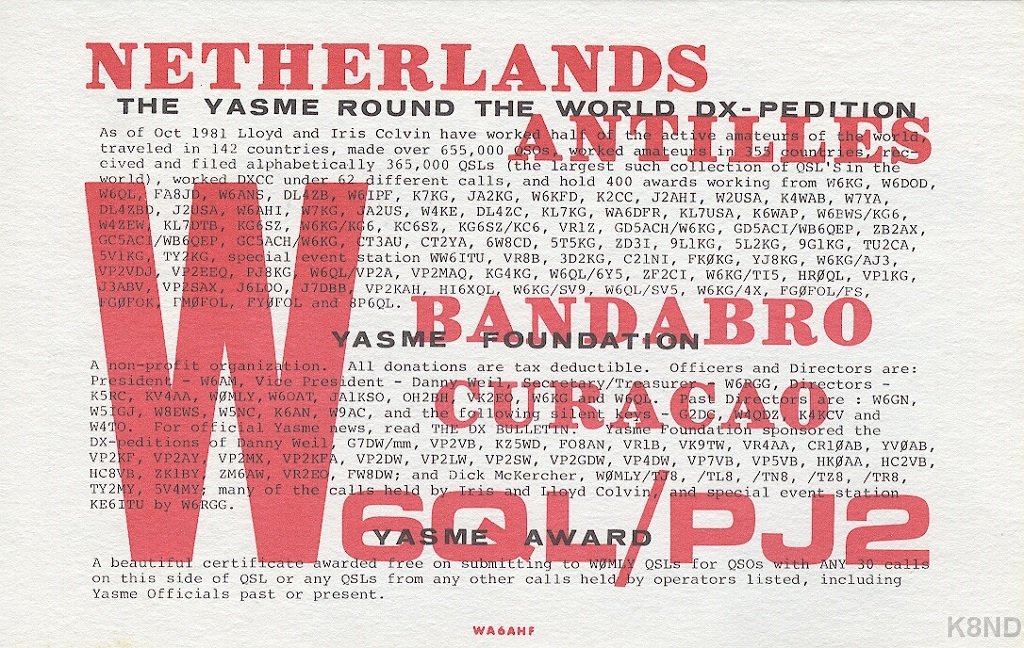 NETHERLANDS
THE YASME ROUND THE WORLD DX-PEDITION
ANTILLES
As of Oct 1981 Lloyd and Iris Colvin have worked half of the active amateurs of the world,
traveled in 142 countries, made over 655,000 QSOs, worked amateurs in 355 countries, rec-
eived and filed alphabetically 365,000 QSLs (the largest such collection of QSL'S in the
world), worked DXCC under 62 different calls, and hold 400 awards working from W6KG, W6DOD,
W6QL, FA8JD, W6ANS, DL4ZB, W6IPF, K7KG, JA2KG, W6KFD, K2CC, J2AHI, W2USA, K4WAB, W7YA,
DL4ZBD, J2USA, W6AHI, W7KG, JA2US, W4KE, DL4ZC, KL7KG, WA6DFR, KL7USA, K6WAP, W6BWS/KG6,
W4ZEW, KL7DTB, KG6SZ, W6KG/KG6, KC6SZ, KG6SZ/KC6, VR1Z, GD5ACH/W6KG, GD5ACI/WB6QEP, ZB2AX,
GC5ACI/WB6QEP, GC5ACH/W6KG, CT3AU, CT2YA, 6W8CD, 5T5KG, ZD3I, 9L1KG, 5L2KG, 9G1KG, TU2CA,
5V1KG, TY2KG, special event station WW6ITU, VR8B, 3D2KG, C21NI, FKØKG, YJ8KG, W6KG/AJ3,
VP2VDJ, VP2EEQ, PJ8KG, W6QL/VP2A, VP2MAQ, KG4KG, W6QL/6Y5, ZF2CI, W6KG/TI5, HRØQL, VP1KG,
J3ABV, VP2SAX, J6LOO, J7DBB, VP2KAH, HI6XQL, W6KG/SV9, W6QL/SV5, W6KG/4X, FGØFOL/FS,
FGØFOK, FMØFOL, FYØFOL and 8P6QL.
BANDABRO
YASME FOUNDATION
A non-profit organization. All donations are tax deductible. Officers and Directors are:
President - W6AM, Vice President - Danny Weil, Secretary/Treasurer - W6RGG, Directors -
K5RC, KV4AA, WØMLY, W6OAT, JA1KSO, OH2BH, VK2EO, W6KG & W6QL. Past Directors are : W6GN,
CURACAO
W5IGJ, W8EWS, W5NC, K6AN, W9AC, and the following silent - G2DC, W4QDZ, K4KCV and
W4TO. For official Yasme news, read THE DX BULLETIN. Yasme Foundation sponsored the
DX-peditions of Danny Weil, G7DW/mm, VP2VB, KZ5WD, FO8AN, VR1B, VK9TW, VR4AA, CR1ØAB, YVØAB,
VP2KF, VP2AY, VP2MX, VP2KFA, VP2DW, VP2LW, VP2SW, VP2GDW, VP4DW, VP7VB, VP5VB, HKØAA, HC2VB,
HC8VB, ZK1BY, ZM6AW, VR2EO, FW8DW; and Dick McKercher, WØMLY/TJ8, /TL8, /TN8, /TZ8, /TR8,
TY2MY, 5V4MY; many of the calls held by Iris and Lloyd Colvin, and special event station
KE6ITU by W6RGG.
W6QL/PJ2
YASME AWARD
A beautiful certificate awarded free on submitting to WØMLY QSLs for QSOs with ANY 30 calls
on this side of QSL or any QSLs from any other calls held by operators listed, including
Yasme Officials past or present.
WA6AHF
K8ND